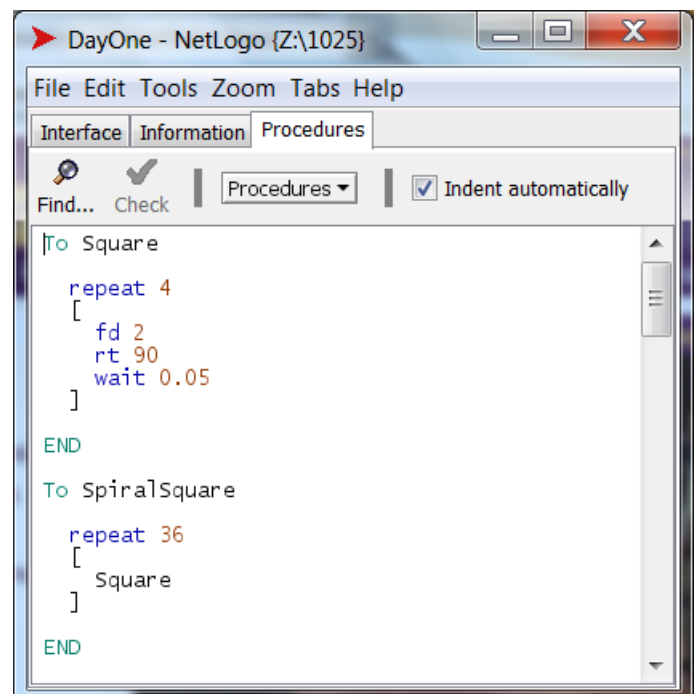 DayOne - NetLogo {Z:\1025}
File Edit Tools Zoom Tabs Help
Interface Information Procedures
Find... Check Procedures Indent automatically
To Square
repeat 4
[
fd 2
rt 90
wait 0.05
]
END
To SpiralSquare
repeat 36
[
Square
]
END